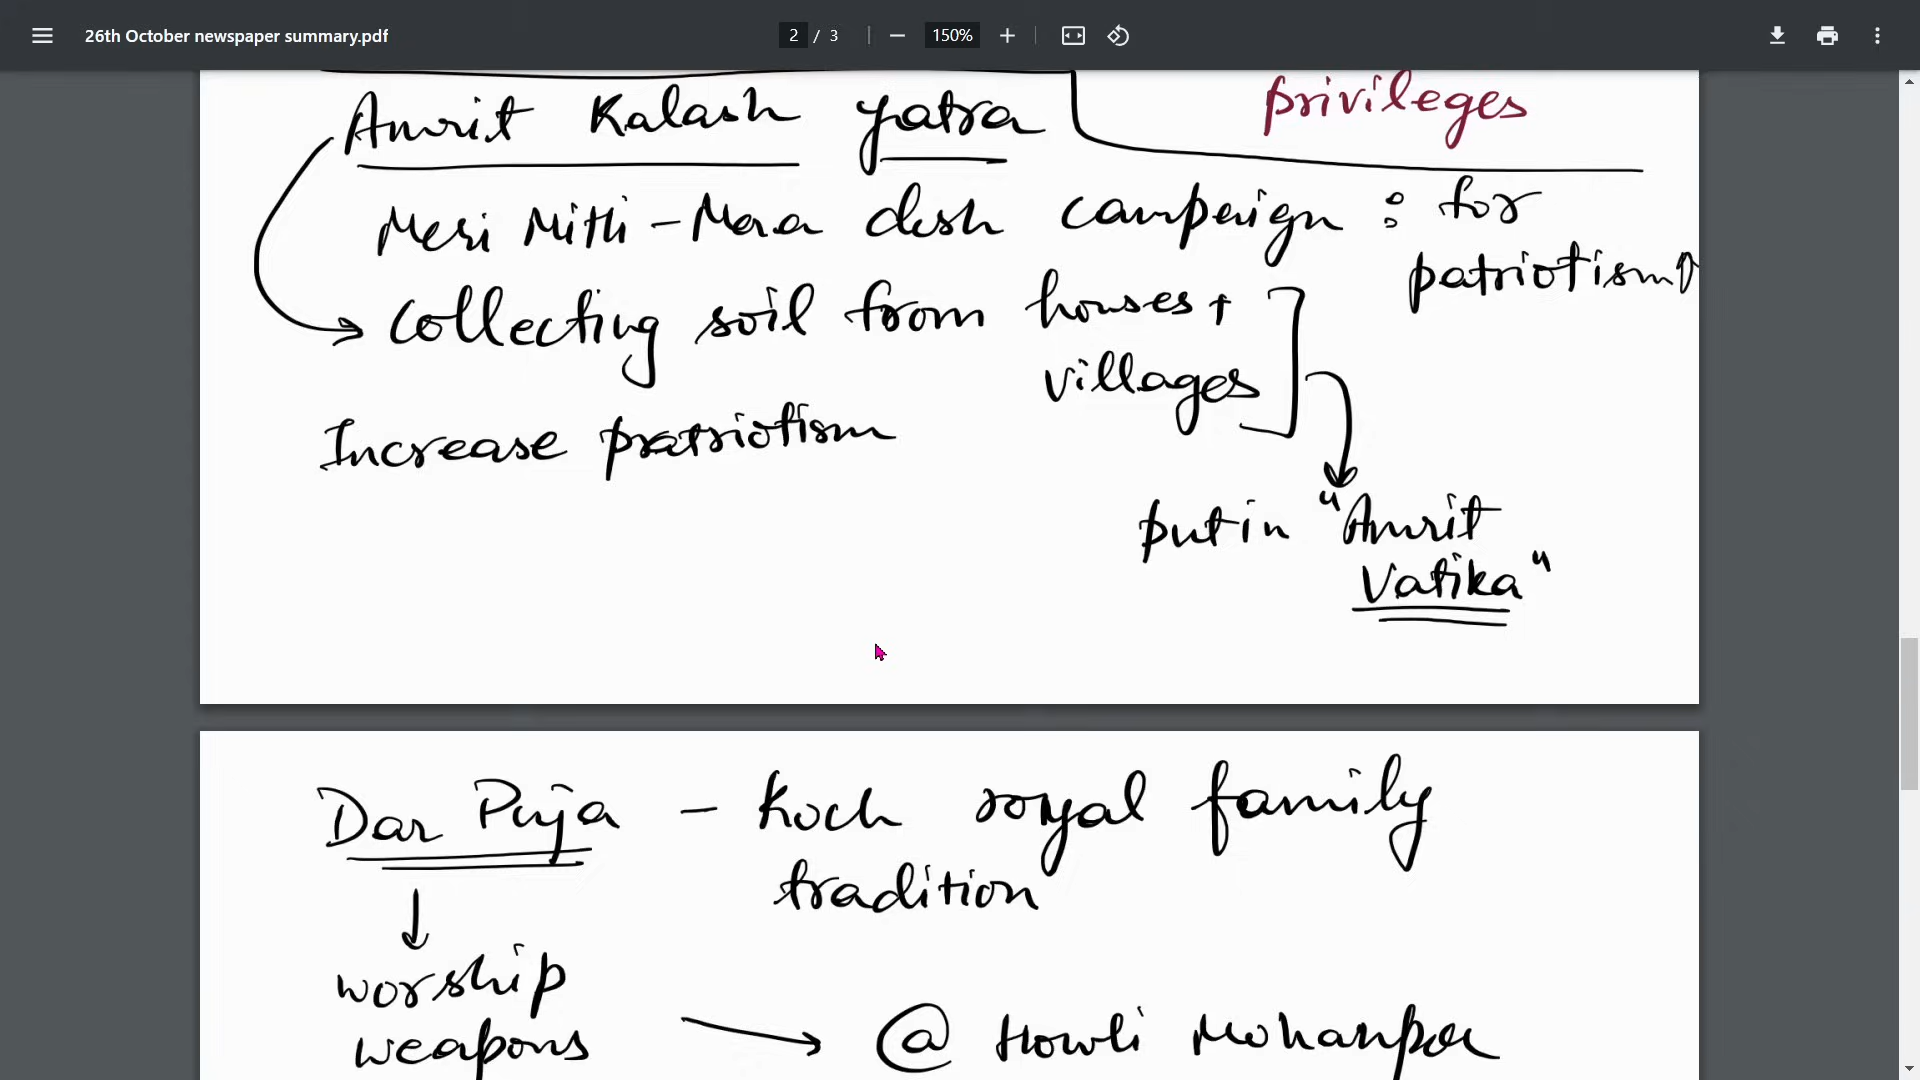 26th October newspaper summary.pdf
2 / 3
150%
privileges
Amrit Kalash yatra
Meri Mitti - Mera desh campaign : for
patriotism↑
→ Collecting soil from houses +
villages
Increase patriotism
put in "Amrit
Vatika"
Dar Puja - Koch royal family
tradition
↓
worship
weapons → @ Howli Mohanpur